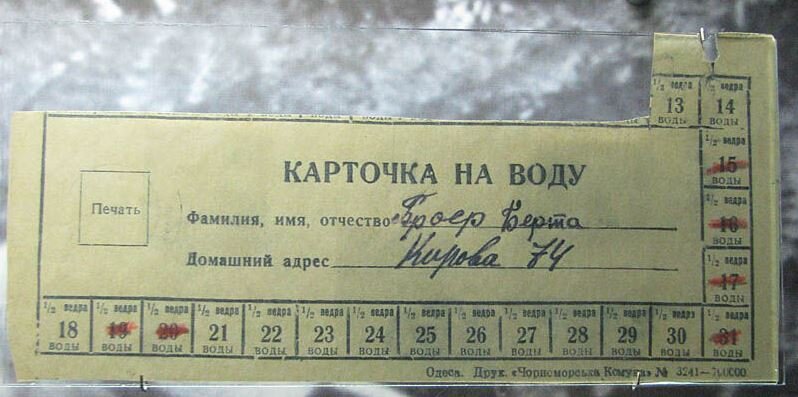 ½ ведра ½ ведра
13 14
ВОДЫ ВОДЫ
½ ведра
15
ВОДЫ
КАРТОЧКА НА ВОДУ
Печать
Фамилия, имя, отчество Броер Берта
½ ведра
16
ВОДЫ
Домашний адрес Кирова 74
½ ведра
17
ВОДЫ
½ ведра ½ ведра ½ ведра ½ ведра ½ ведра ½ ведра ½ ведра ½ ведра ½ ведра ½ ведра ½ ведра ½ ведра ½ ведра ½ ведра
18 19 20 21 22 23 24 25 26 27 28 29 30 31
ВОДЫ ВОДЫ ВОДЫ ВОДЫ ВОДЫ ВОДЫ ВОДЫ ВОДЫ ВОДЫ ВОДЫ ВОДЫ ВОДЫ ВОДЫ ВОДЫ
Одеса. Друк. «Чорноморська Комуна» № 3241—700000